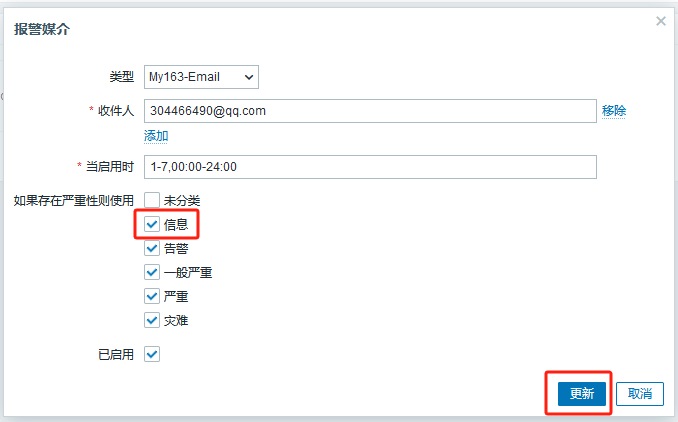 报警媒介
类型 My163-Email
* 收件人 304466490@qq.com 移除
添加
* 当启用时 1-7,00:00-24:00
如果存在严重性则使用 未分类
信息
告警
一般严重
严重
灾难
已启用
更新 取消